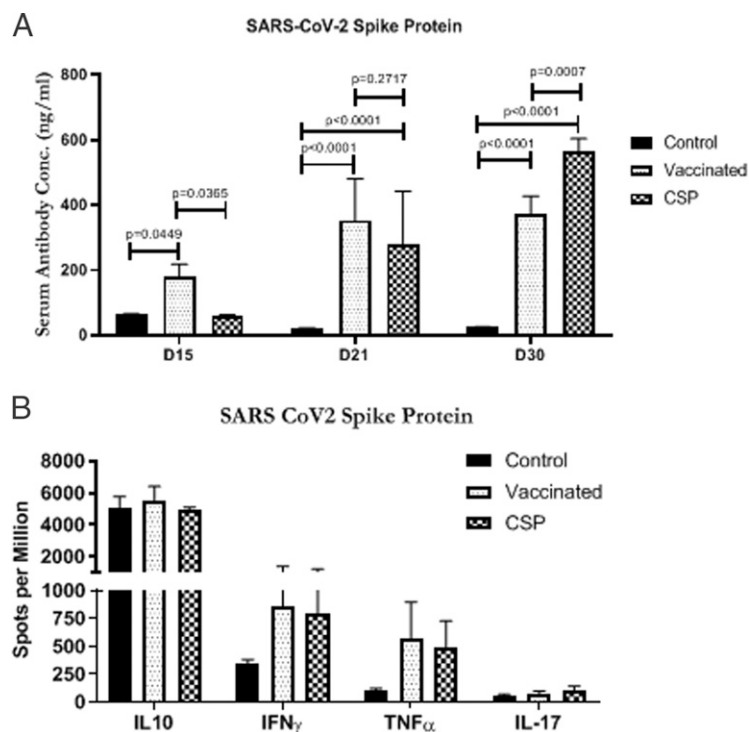 A
SARS-CoV-2 Spike Protein
Serum Antibody Conc. (ng/ml)
800
600
400
200
0
p=0.0449
p=0.0365
p<0.0001
p<0.0001
p=0.2717
p<0.0001
p<0.0001
p=0.0007
Control
Vaccinated
CSP
D15
D21
D30
B
SARS CoV2 Spike Protein
Spots per Million
8000
6000
4000
2000
1000
750
500
250
0
Control
Vaccinated
CSP
IL10
IFNγ
TNFα
IL-17